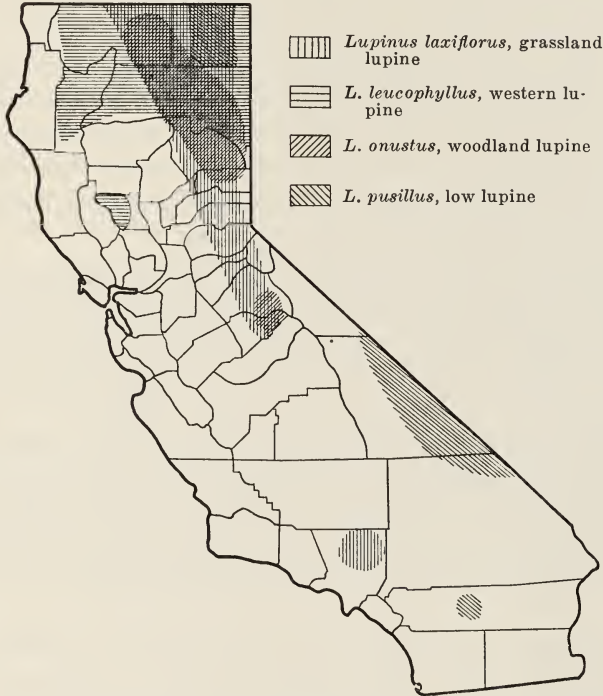 Lupinus laxiflorus, grassland
lupine
L. leucophyllus, western lu-
pine
L. onustus, woodland lupine
L. pusillus, low lupine